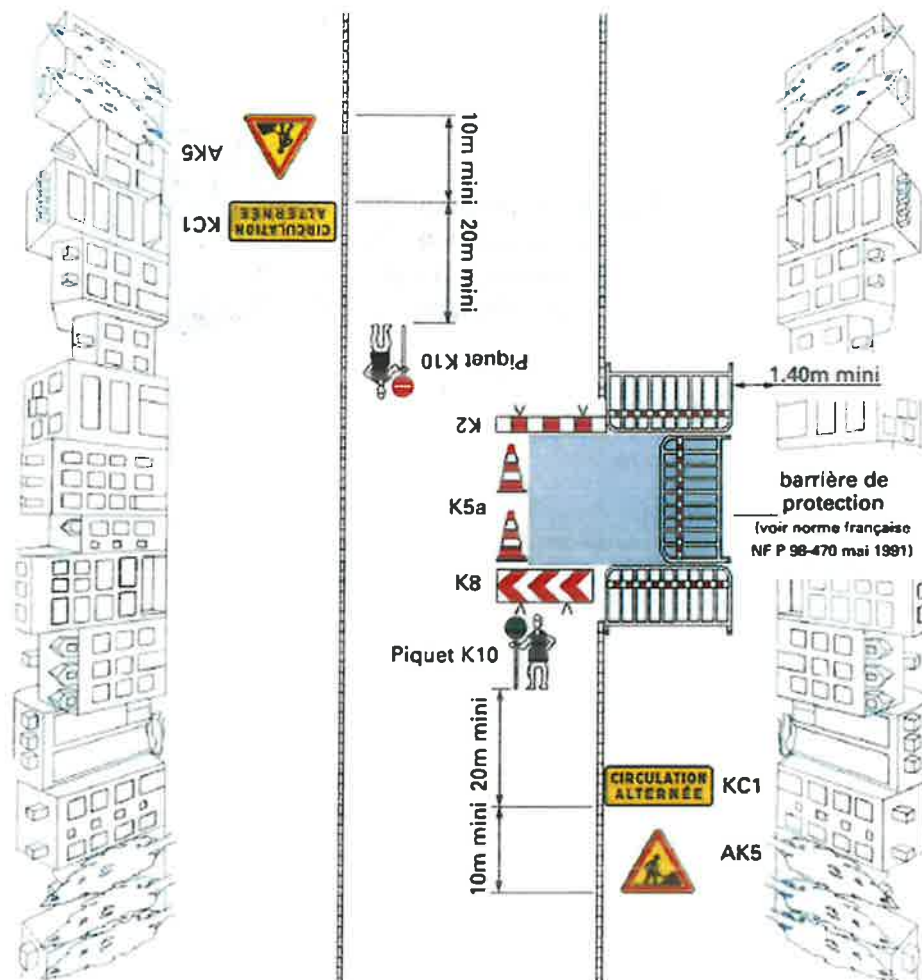 AK5
10m mini
KC1
CIRCULATION
ALTERNÉE
20m mini
Piquet K10
1.40m mini
K2
K5a
barrière de
protection
(voir norme française
NF P 98-470 mai 1991)
K8
Piquet K10
20m mini
CIRCULATION
ALTERNÉE
KC1
10m mini
AK5